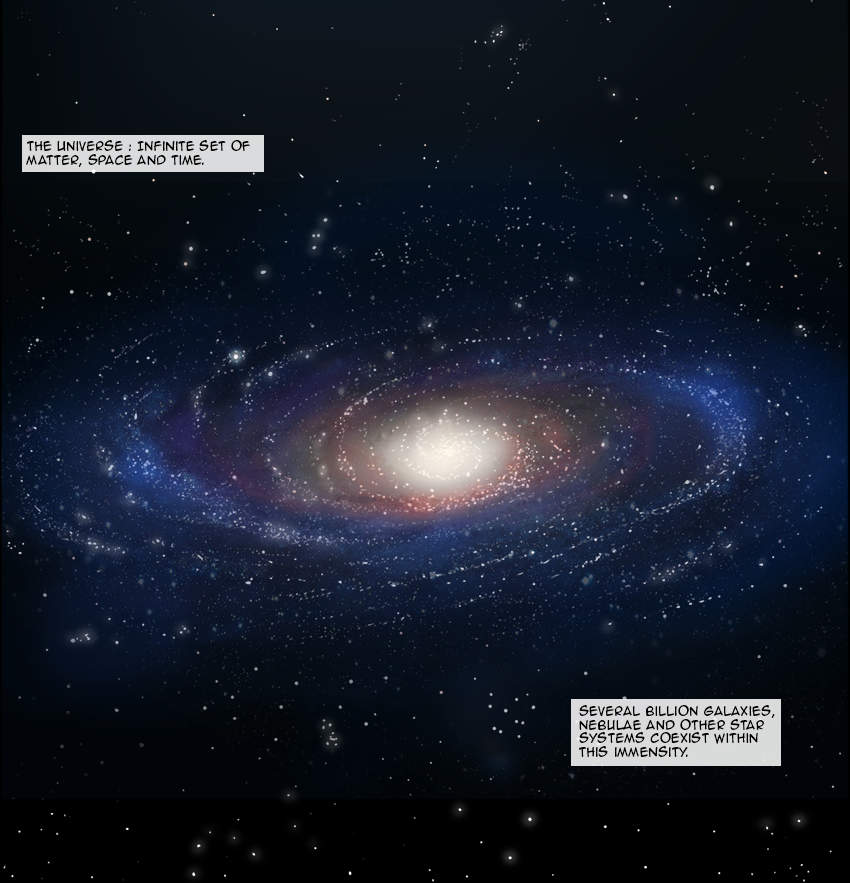 THE UNIVERSE : INFINITE SET OF
MATTER, SPACE AND TIME.
SEVERAL BILLION GALAXIES,
NEBULAE AND OTHER STAR
SYSTEMS COEXIST WITHIN
THIS IMMENSITY.